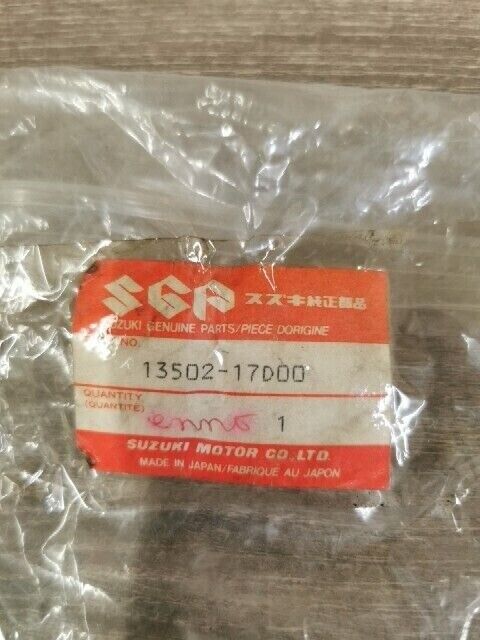 SGP スズキ純正部品
SUZUKI GENUINE PARTS/PIECE DORIGINE
NO.
13502-17D00
QUANTITY
(QUANTITÉ)
1
SUZUKI MOTOR CO.,LTD.
MADE IN JAPAN/FABRIQUE AU JAPON